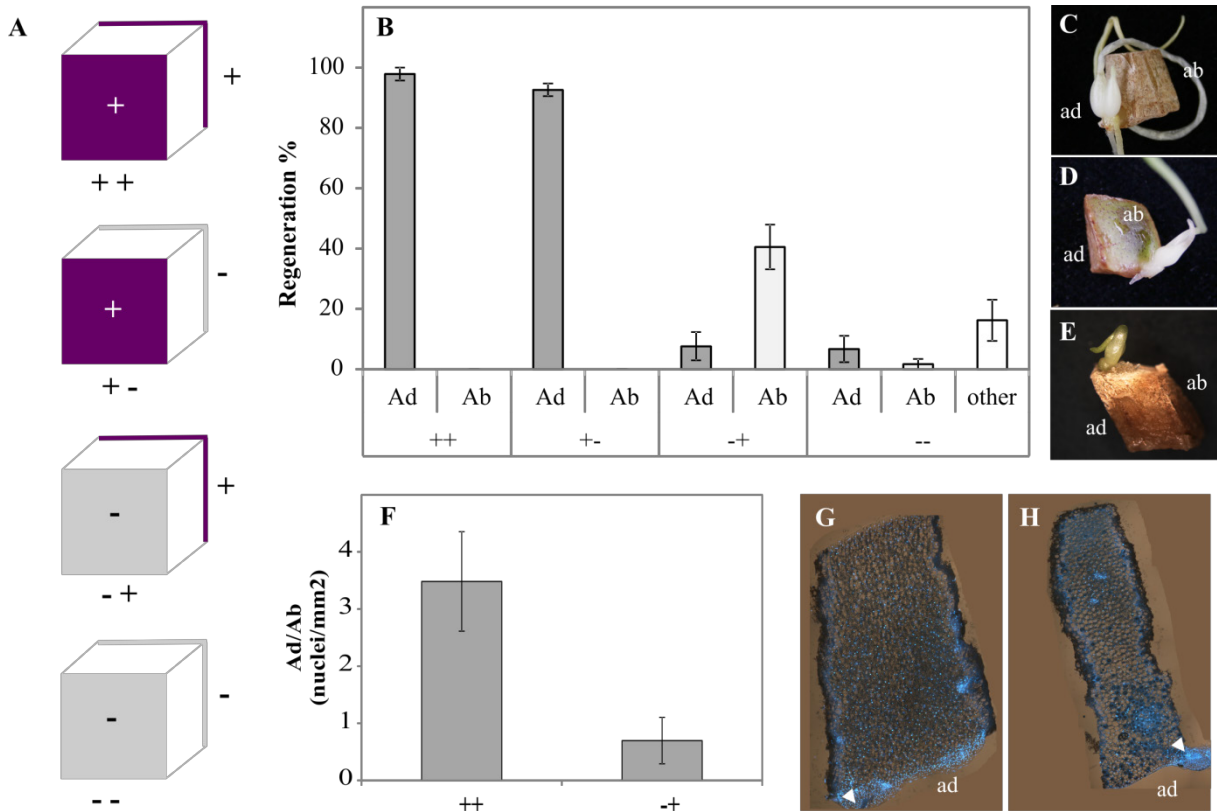 A
+
+
+ +
+
-
+ -
-
+
- +
-
-
- -
B
Regeneration %
100
80
60
40
20
0
Ad Ab Ad Ab Ad Ab Ad Ab other
++ +- -+ --
C
ad
ab
D
ad
ab
E
ad
ab
F
Ad/Ab
(nuclei/mm2)
4
3
2
1
0
++ -+
G
ad
H
ad